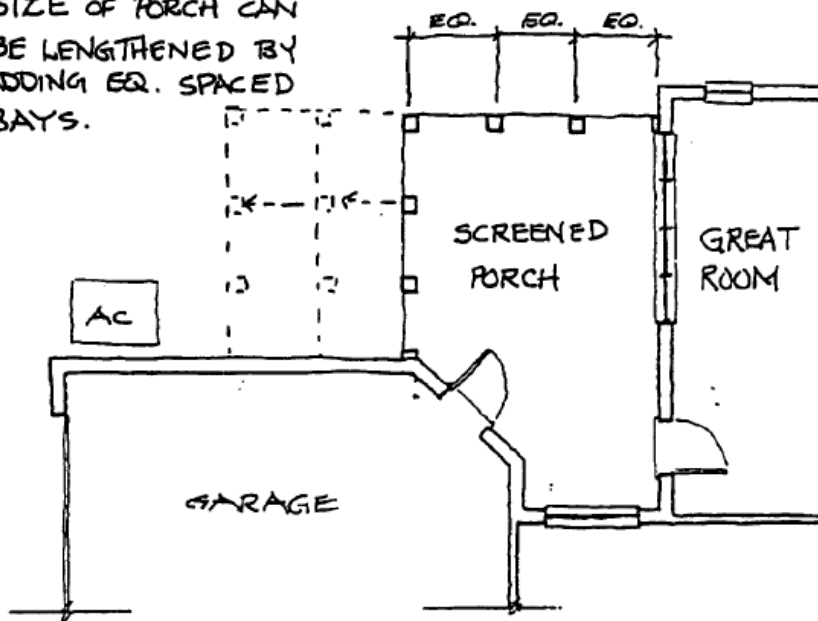 SIZE OF PORCH CAN
BE LENGTHENED BY
ADDING EQ. SPACED
BAYS.
EQ. EQ. EQ.
SCREENED
PORCH
GREAT
ROOM
AC
GARAGE